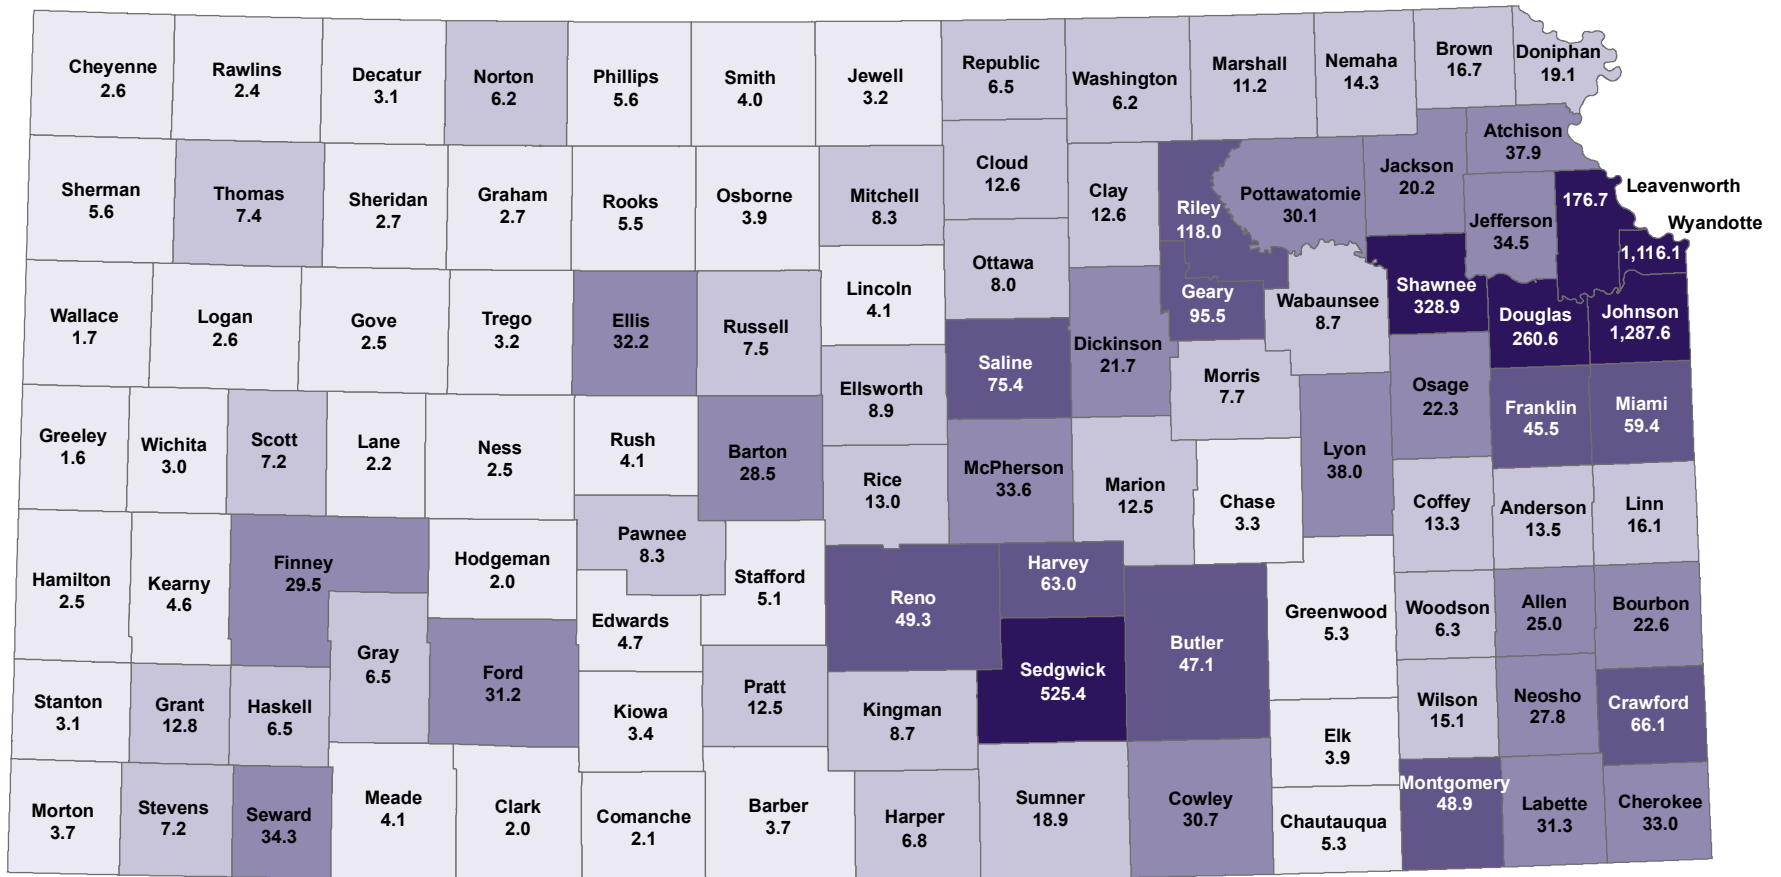 Cheyenne
2.6
Rawlins
2.4
Decatur
3.1
Norton
6.2
Phillips
5.6
Smith
4.0
Jewell
3.2
Republic
6.5
Washington
6.2
Marshall
11.2
Nemaha
14.3
Brown
16.7
Doniphan
19.1
Sherman
5.6
Thomas
7.4
Sheridan
2.7
Graham
2.7
Rooks
5.5
Osborne
3.9
Mitchell
8.3
Cloud
12.6
Clay
12.6
Riley
118.0
Pottawatomie
30.1
Jackson
20.2
Atchison
37.9
Jefferson
34.5
176.7
Leavenworth
Wyandotte
1,116.1
Wallace
1.7
Logan
2.6
Gove
2.5
Trego
3.2
Ellis
32.2
Russell
7.5
Lincoln
4.1
Ottawa
8.0
Saline
75.4
Dickinson
21.7
Geary
95.5
Wabaunsee
8.7
Shawnee
328.9
Douglas
260.6
Johnson
1,287.6
Ellsworth
8.9
Morris
7.7
Osage
22.3
Franklin
45.5
Miami
59.4
Greeley
1.6
Wichita
3.0
Scott
7.2
Lane
2.2
Ness
2.5
Rush
4.1
Barton
28.5
Rice
13.0
McPherson
33.6
Marion
12.5
Chase
3.3
Lyon
38.0
Coffey
13.3
Anderson
13.5
Linn
16.1
Hamilton
2.5
Kearny
4.6
Finney
29.5
Hodgeman
2.0
Pawnee
8.3
Stafford
5.1
Edwards
4.7
Reno
49.3
Harvey
63.0
Butler
47.1
Greenwood
5.3
Woodson
6.3
Allen
25.0
Bourbon
22.6
Gray
6.5
Ford
31.2
Stanton
3.1
Grant
12.8
Haskell
6.5
Kiowa
3.4
Pratt
12.5
Kingman
8.7
Sedgwick
525.4
Elk
3.9
Wilson
15.1
Neosho
27.8
Crawford
66.1
Morton
3.7
Stevens
7.2
Seward
34.3
Meade
4.1
Clark
2.0
Comanche
2.1
Barber
3.7
Harper
6.8
Sumner
18.9
Cowley
30.7
Chautauqua
5.3
Montgomery
48.9
Labette
31.3
Cherokee
33.0